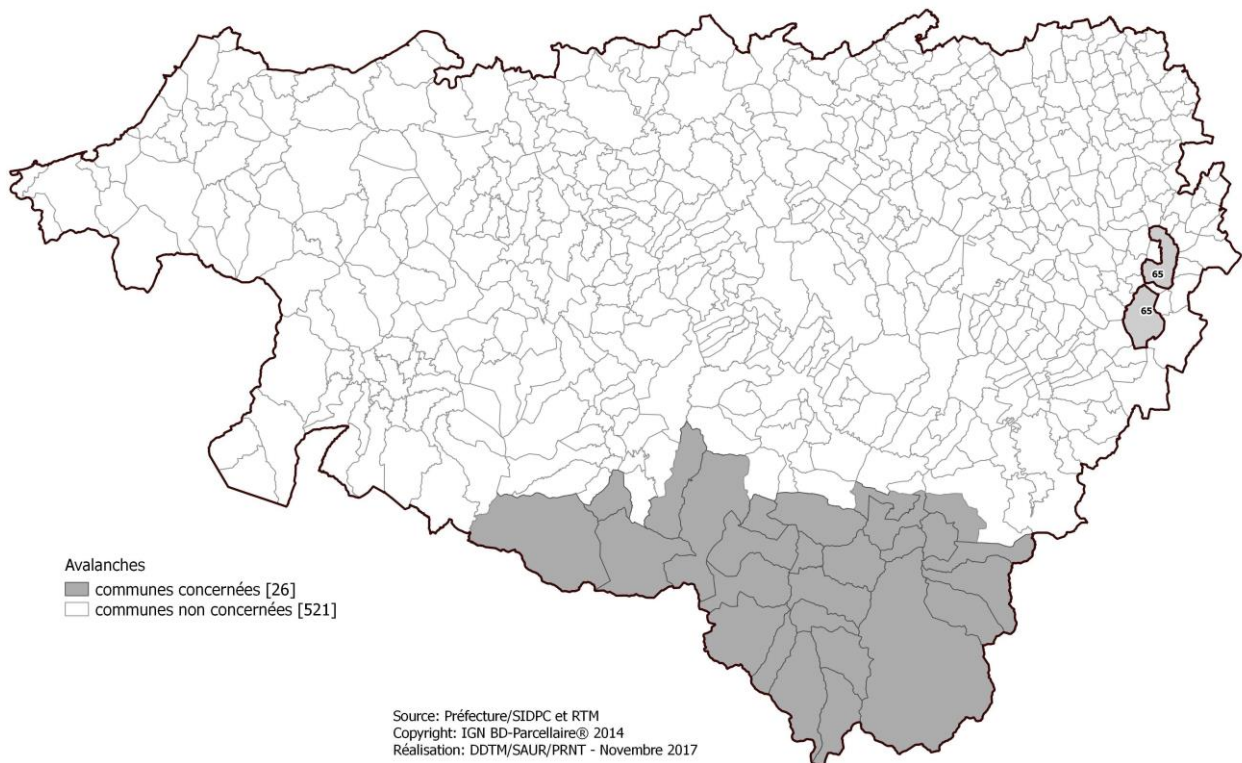 65
65
Avalanches
communes concernées [26]
communes non concernées [521]
Source: Préfecture/SIDPC et RTM
Copyright: IGN BD-Parcellaire® 2014
Réalisation: DDTM/SAUR/PRNT - Novembre 2017